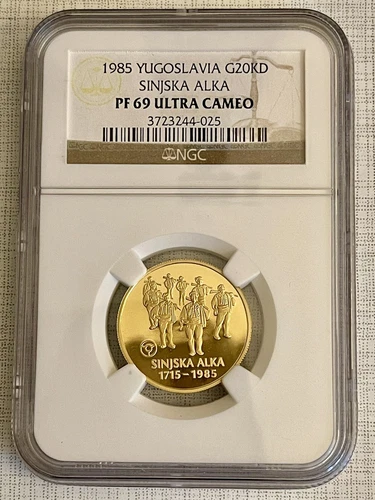 1985 YUGOSLAVIA G20KD
SINJSKA ALKA
PF 69 ULTRA CAMEO
3723244-025
NGC
SINJSKA ALKA
1715-1985